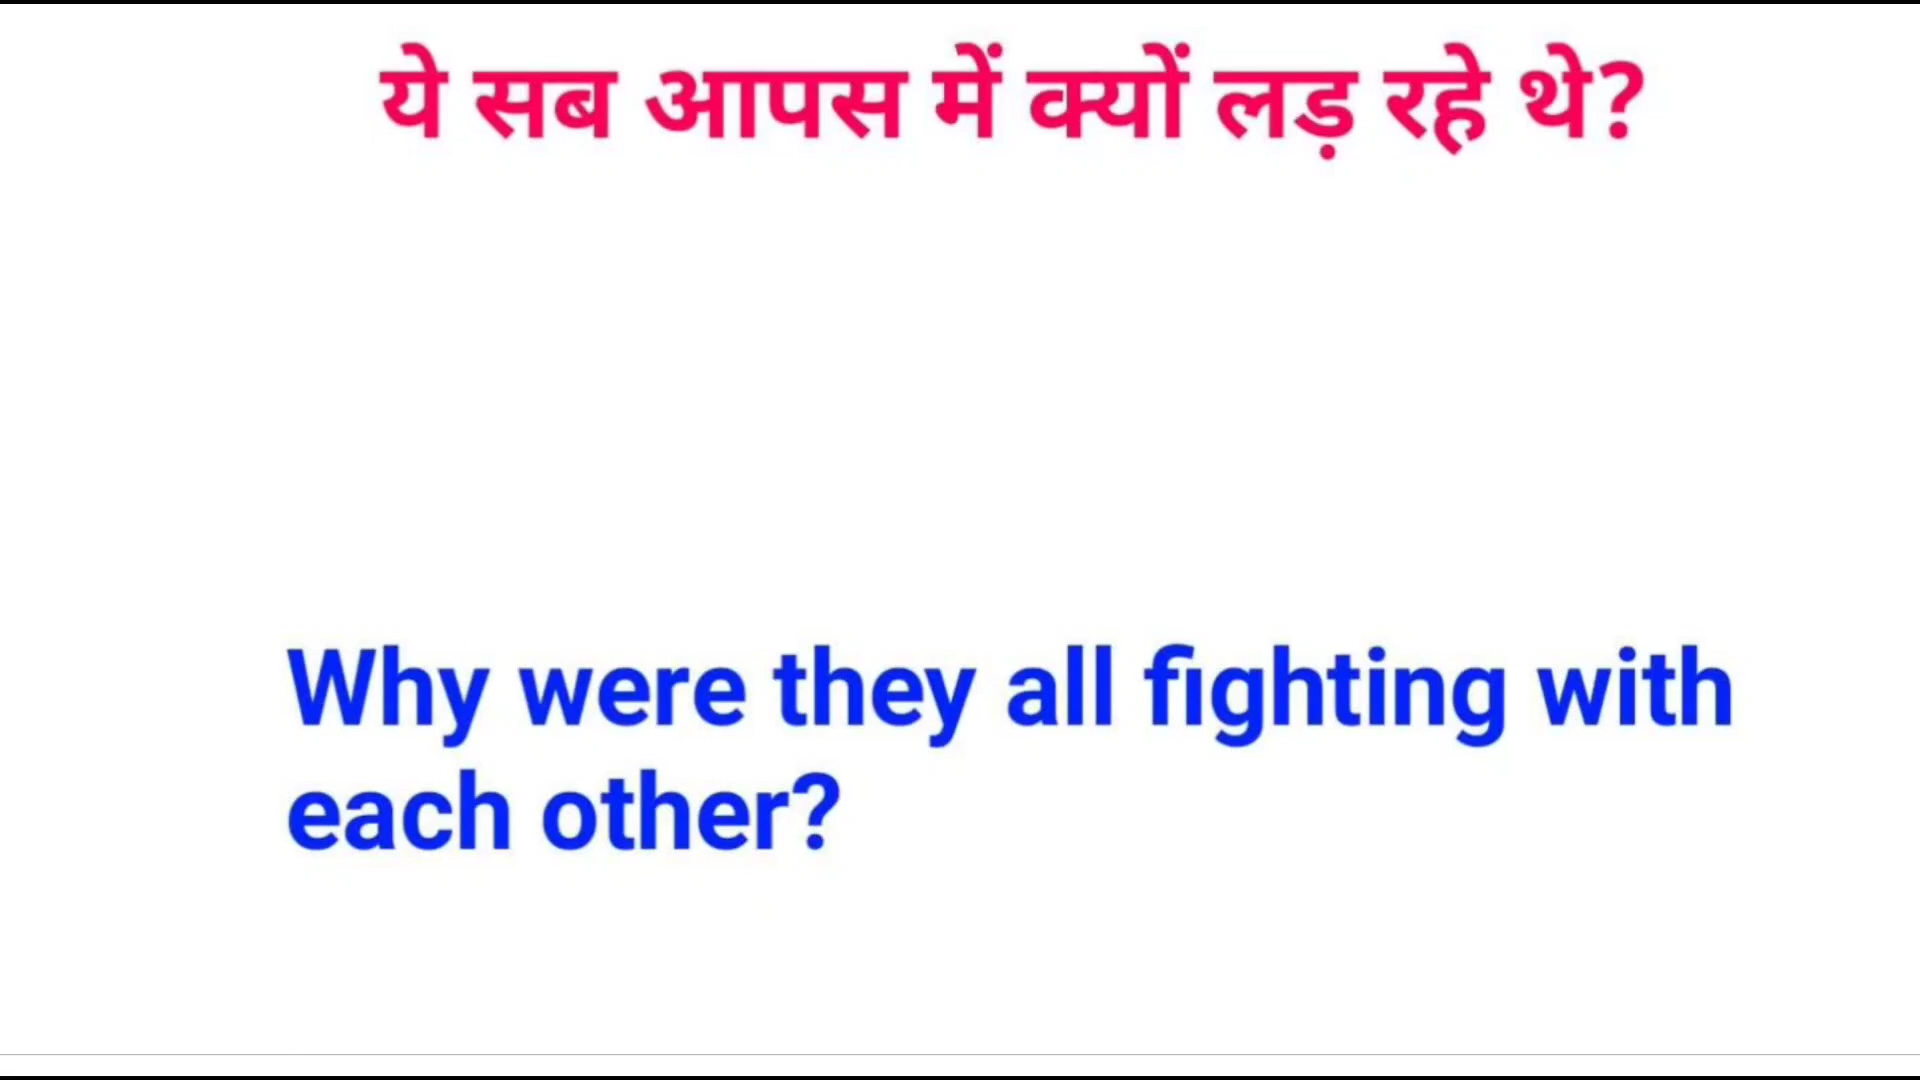 ये सब आपस में क्यों लड़ रहे थे?
Why were they all fighting with
each other?